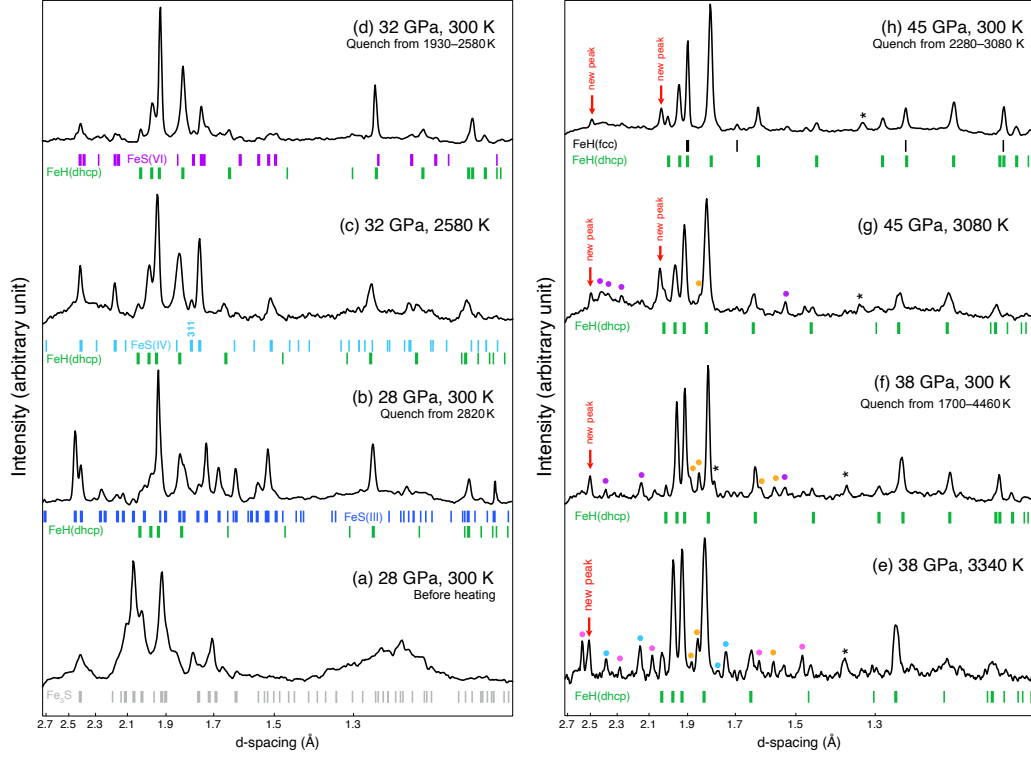 (d) 32 GPa, 300 K
Quench from 1930–2580 K
FeS(VI)
FeH(dhcp)
(c) 32 GPa, 2580 K
311
FeS(IV)
FeH(dhcp)
(b) 28 GPa, 300 K
Quench from 2820 K
FeS(III)
FeH(dhcp)
(a) 28 GPa, 300 K
Before heating
Fe3S
Intensity (arbitrary unit)
2.7 2.5 2.3 2.1 1.9 1.7 1.5 1.3
d-spacing (Å)
(h) 45 GPa, 300 K
Quench from 2280–3080 K
new peak
new peak
*
FeH(fcc)
FeH(dhcp)
(g) 45 GPa, 3080 K
new peak
new peak
*
FeH(dhcp)
(f) 38 GPa, 300 K
Quench from 1700–4460 K
new peak
*
*
FeH(dhcp)
(e) 38 GPa, 3340 K
new peak
*
FeH(dhcp)
Intensity (arbitrary unit)
2.7 2.5 2.3 2.1 1.9 1.7 1.5 1.3
d-spacing (Å)